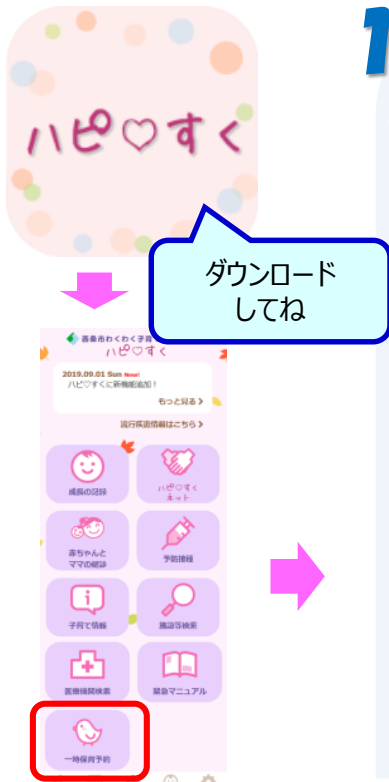 1
ハピ♡すく
ダウンロード
してね
西条市わくわく子育
ハピ♡すく
2019.09.01 Sun New!
ハピ♡すくに新機能追加!
もっと見る >
流行疾患情報はこちら >
成長の記録
ハピ♡すく
ネット
赤ちゃんと
ママの健診
予防接種
子育て情報
施設等検索
医療機関検索
緊急マニュアル
一時保育予約